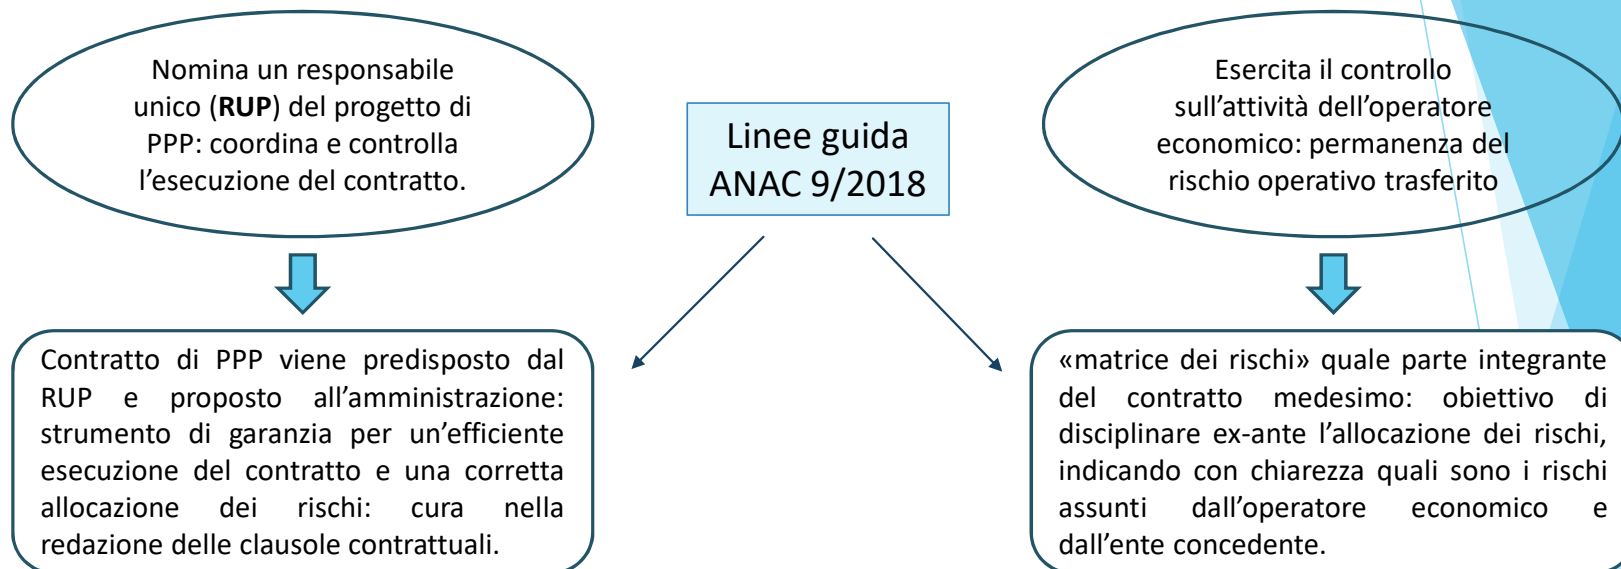 Nomina un responsabile
unico (RUP) del progetto di
PPP: coordina e controlla
l’esecuzione del contratto.
Linee guida
ANAC 9/2018
Esercita il controllo
sull’attività dell’operatore
economico: permanenza del
rischio operativo trasferito
Contratto di PPP viene predisposto dal
RUP e proposto all’amministrazione:
strumento di garanzia per un’efficiente
esecuzione del contratto e una corretta
allocazione dei rischi: cura nella
redazione delle clausole contrattuali.
«matrice dei rischi» quale parte integrante
del contratto medesimo: obiettivo di
disciplinare ex-ante l’allocazione dei rischi,
indicando con chiarezza quali sono i rischi
assunti dall’operatore economico e
dall’ente concedente.